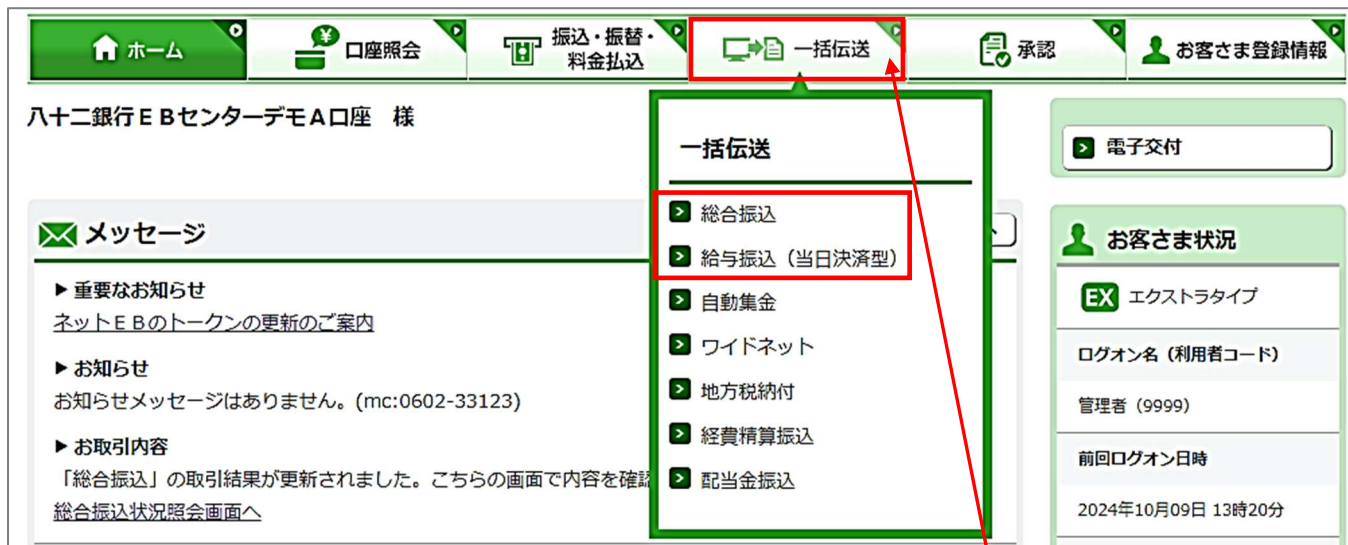 ホーム
口座照会
振込・振替・
料金払込
一括伝送
承認
お客さま登録情報
八十二銀行ＥＢセンターデモＡ口座　様
一括伝送
総合振込
給与振込（当日決済型）
自動集金
ワイドネット
地方税納付
経費精算振込
配当金振込
メッセージ
▶ 重要なお知らせ
ネットＥＢのトークンの更新のご案内
▶ お知らせ
お知らせメッセージはありません。(mc:0602-33123)
▶ お取引内容
「総合振込」の取引結果が更新されました。こちらの画面で内容を確認
総合振込状況照会画面へ
電子交付
お客さま状況
EX エクストラタイプ
ログオン名（利用者コード）
管理者（9999）
前回ログオン日時
2024年10月09日 13時20分